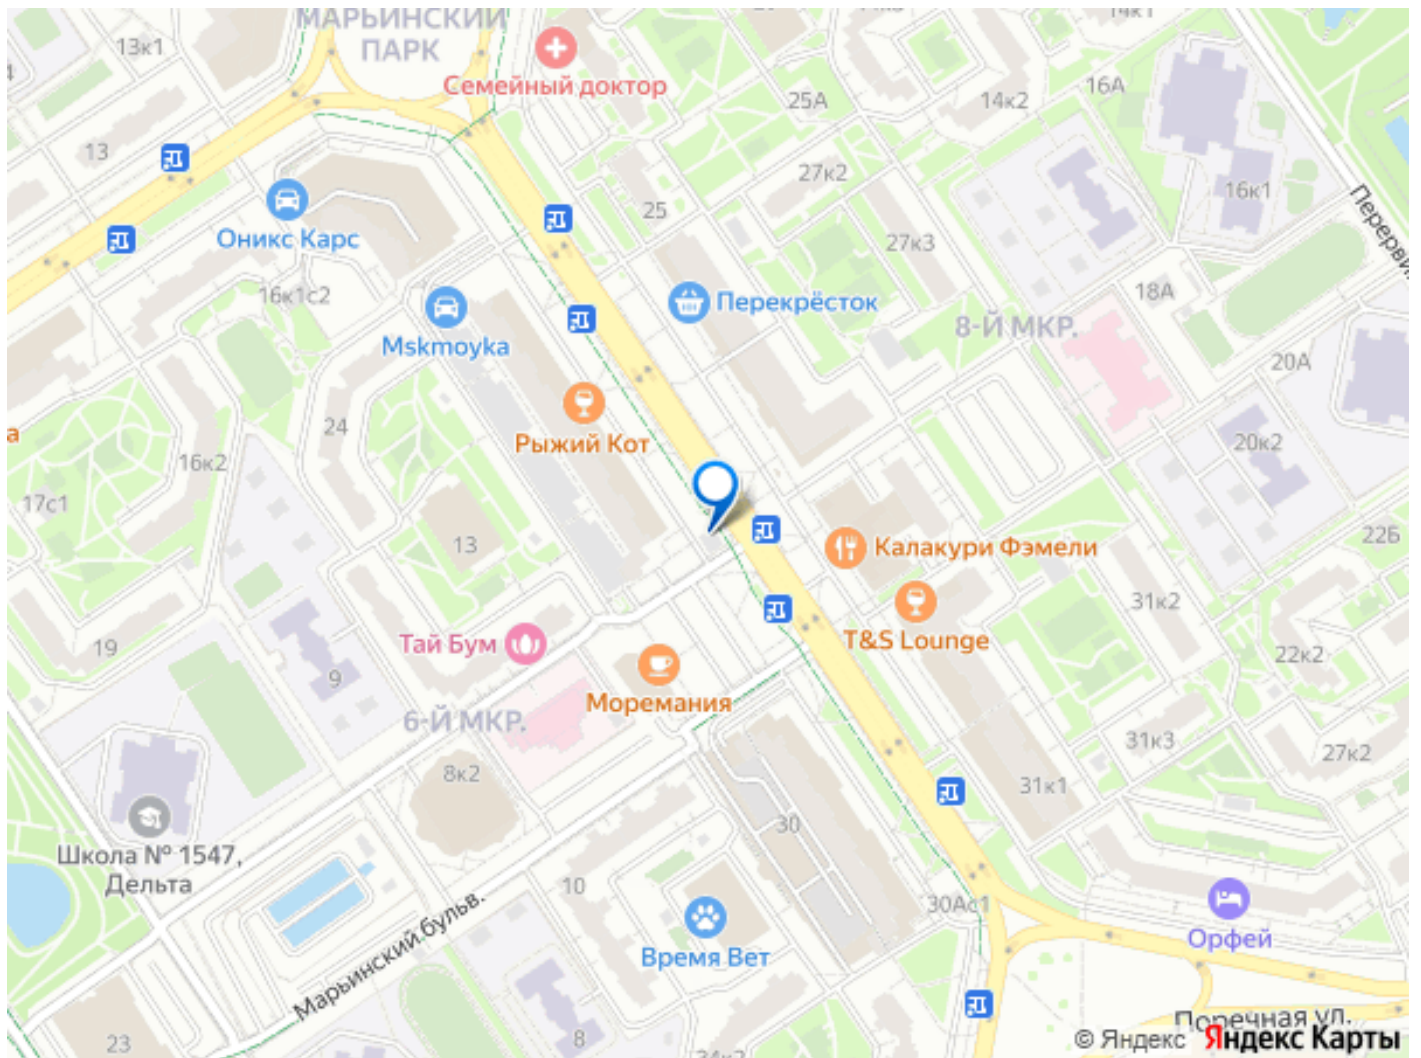 МАРЬИНСКИЙ
ПАРК
13к1
Семейный доктор
14к1
16А
25А
14к2
13
27к2
16к1
25
Оникс Карс
27к3
Перекрёсток
18А
16к1с2
8-Й МКР.
Mskmoyka
20А
24
Рыжий Кот
20к2
16к2
17с1
13
Калакури Фэмели
22Б
31к2
T&S Lounge
Тай Бум
19
22к2
9
Моремания
6-Й МКР.
31к3
27к2
8к2
31к1
30
Школа № 1547,
Дельта
10
30Ас1
Марьинский бульв.
Время Вет
Орфей
Поречная ул.
23
8
© Яндекс Яндекс Карты